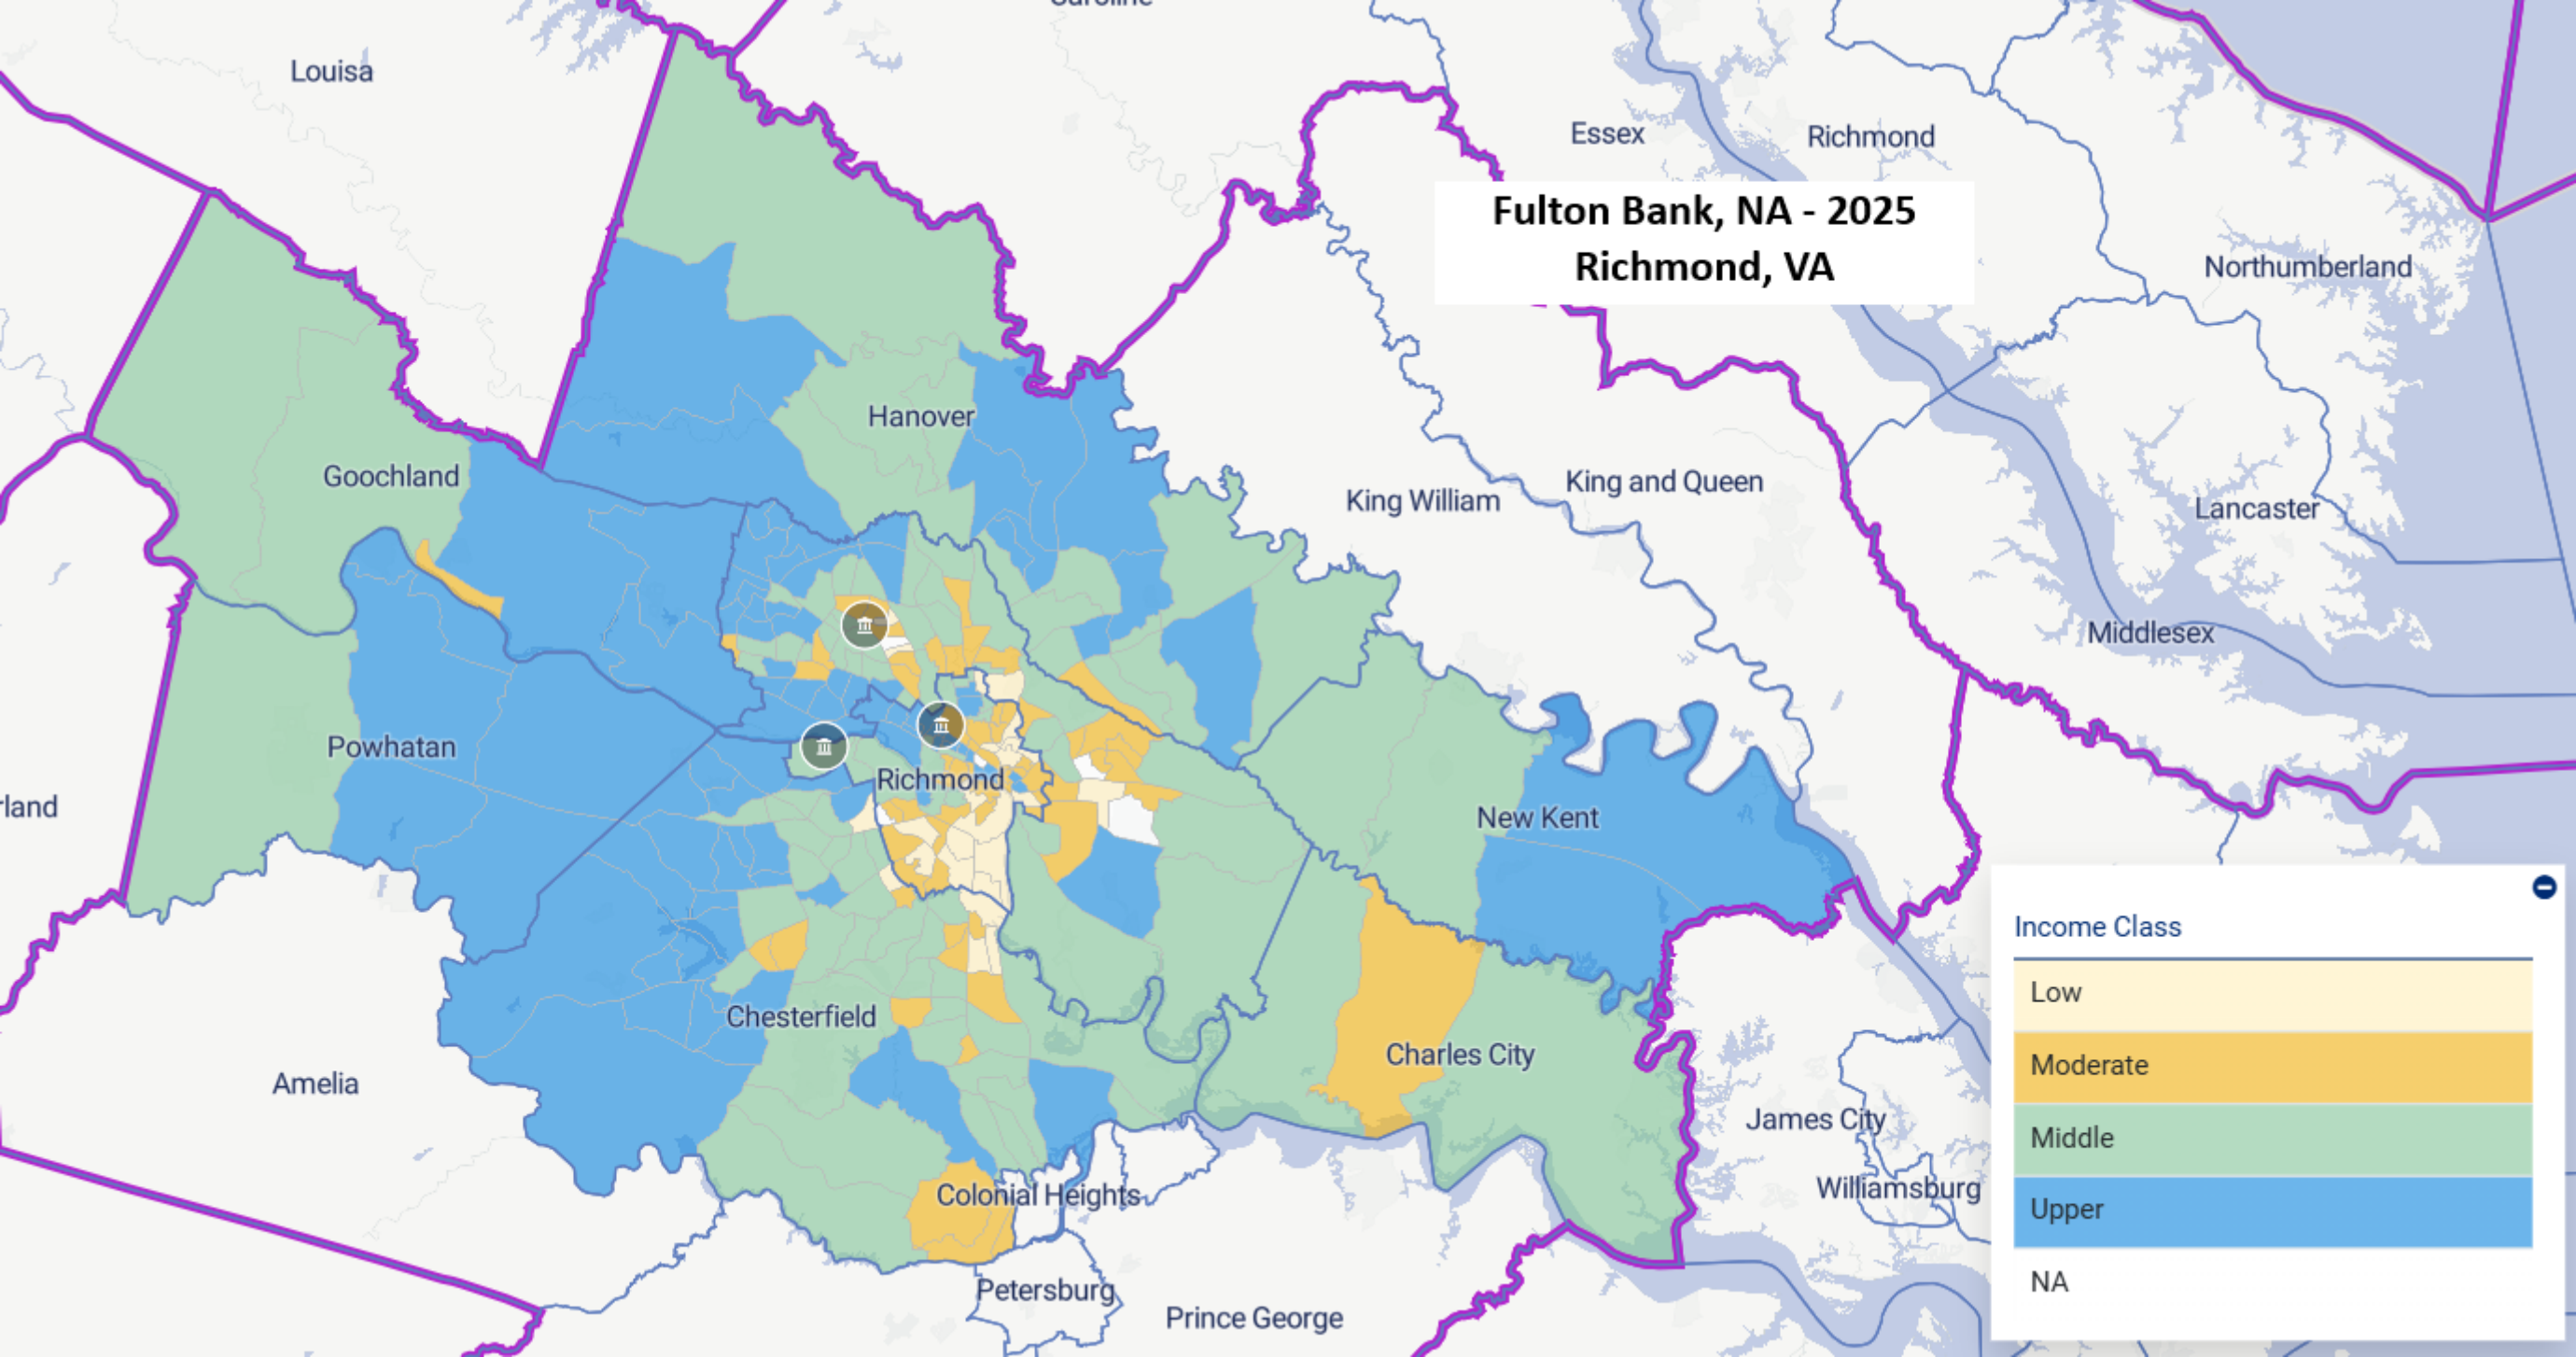 Caroline
Louisa
Essex
Richmond
Fulton Bank, NA - 2025
Richmond, VA
Northumberland
Hanover
Goochland
King and Queen
King William
Lancaster
Middlesex
Powhatan
Richmond
rland
New Kent
Income Class
Low
Moderate
Middle
Upper
NA
Chesterfield
Charles City
Amelia
James City
Williamsburg
Colonial Heights
Petersburg
Prince George